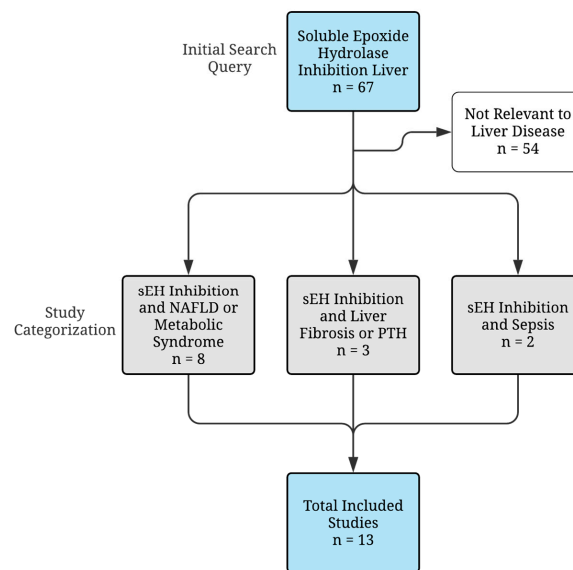 Initial Search
Query
Soluble Epoxide
Hydrolase
Inhibition Liver
n = 67
Not Relevant to
Liver Disease
n = 54
Study
Categorization
sEH Inhibition
and NAFLD or
Metabolic
Syndrome
n = 8
sEH Inhibition
and Liver
Fibrosis or PTH
n = 3
sEH Inhibition
and Sepsis
n = 2
Total Included
Studies
n = 13